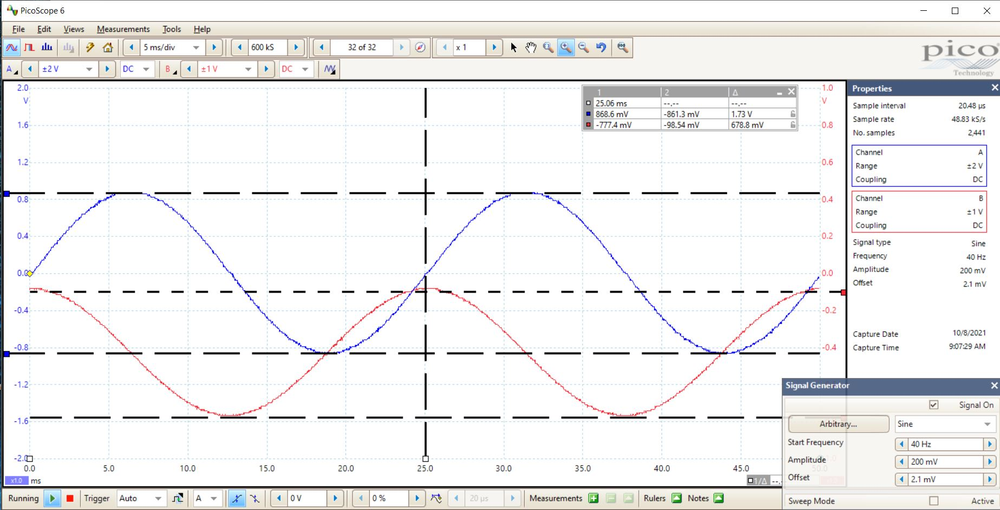 PicoScope 6
File Edit Views Measurements Tools Help
5 ms/div 600 kS 32 of 32 x 1
pico
Technology
A ±2 V DC B ±1 V DC
2.0
V
1.6
1.2
0.8
0.4
0.0
-0.4
-0.8
-1.2
-1.6
-2.0
1.0
V
0.8
0.6
0.4
0.2
0.0
-0.2
-0.4
1 2 Δ
25.06 ms --.-- --.--
868.6 mV -861.3 mV 1.73 V
-777.4 mV -98.54 mV 678.8 mV
0.0 5.0 10.0 15.0 20.0 25.0 30.0 35.0 40.0 45.0 50.0
x1.0 ms
1/Δ --.
Properties
Sample interval 20.48 µs
Sample rate 48.83 kS/s
No. samples 2,441
Channel A
Range ±2 V
Coupling DC
Channel B
Range ±1 V
Coupling DC
Signal type Sine
Frequency 40 Hz
Amplitude 200 mV
Offset 2.1 mV
Capture Date 10/8/2021
Capture Time 9:07:29 AM
Signal Generator
Signal On
Arbitrary... Sine
Start Frequency 40 Hz
Amplitude 200 mV
Offset 2.1 mV
Sweep Mode Active
Running Trigger Auto A 0 V 0 % 20 µs Measurements Rulers Notes